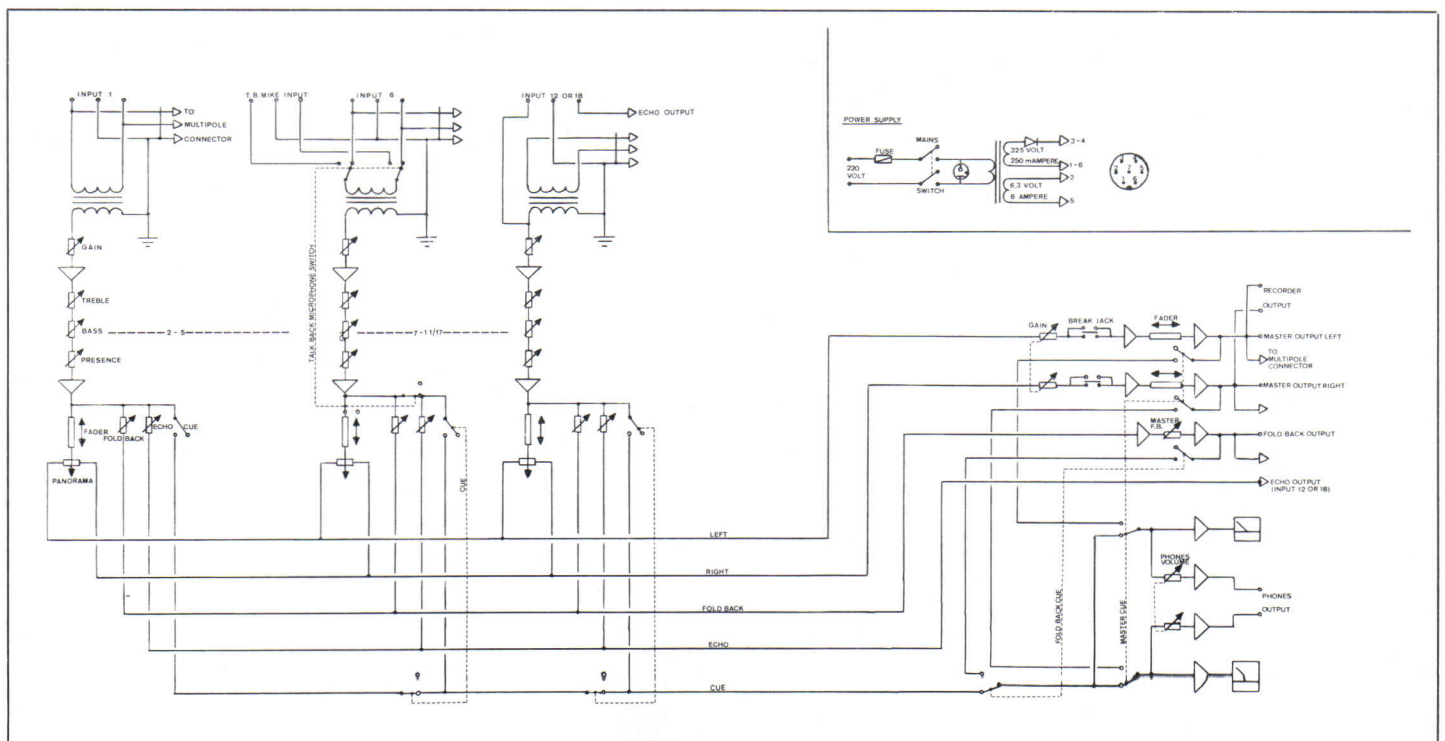 INPUT 1
TO
MULTIPOLE
CONNECTOR
T.B. MIKE INPUT
INPUT 6
INPUT 12 OR 18
ECHO OUTPUT
POWER SUPPLY
FUSE
MAINS
220
VOLT
SWITCH
325 VOLT
250 mAMPERE
6.3 VOLT
6 AMPERE
3-4
1-6
2
5
2 7 5
1 6
GAIN
TREBLE
BASS
2 - 5
7-11/17
PRESENCE
TALK BACK MICROPHONE SWITCH
FADER
FOLD BACK
ECHO
CUE
PANORAMA
CUE
LEFT
RIGHT
FOLD BACK
ECHO
CUE
GAIN
BREAK JACK
FADER
RECORDER
OUTPUT
MASTER OUTPUT LEFT
TO
MULTIPOLE
CONNECTOR
MASTER OUTPUT RIGHT
MASTER
F.B.
FOLD BACK OUTPUT
ECHO OUTPUT
(INPUT 12 OR 18)
PHONES
VOLUME
PHONES
OUTPUT
FOLD BACK CUE
MASTER CUE